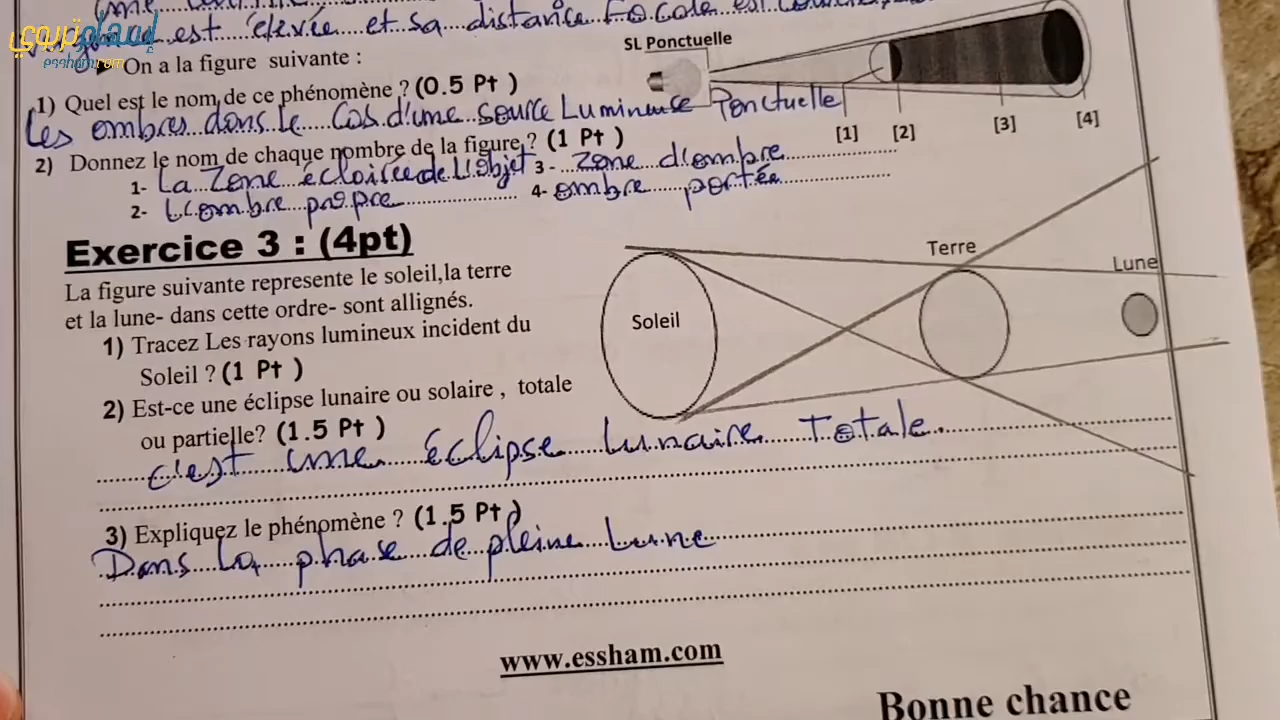 est élevée et sa distance Focale est
إسهام تربوي
essham.com
➤ On a la figure suivante :
SL Ponctuelle
1) Quel est le nom de ce phénomène ? (0.5 Pt )
Les ombres dans le Cas d'une source Lumineuse Ponctuelle
[1] [2] [3] [4]
2) Donnez le nom de chaque nombre de la figure ? (1 Pt )
1- La Zone éclairée de L'objet 3- Zone d'ombre
2- L'ombre propre 4- ombre portée
Exercice 3 : (4pt)
La figure suivante represente le soleil,la terre
et la lune- dans cette ordre- sont allignés.
1) Tracez Les rayons lumineux incident du
Soleil ? (1 Pt )
2) Est-ce une éclipse lunaire ou solaire , totale
ou partielle? (1.5 Pt )
Soleil
Terre
Lune
c'est une éclipse Lunaire Totale.
3) Expliquez le phénomène ? (1.5 Pt )
Dans La phase de pleine Lune
www.essham.com
Bonne chance